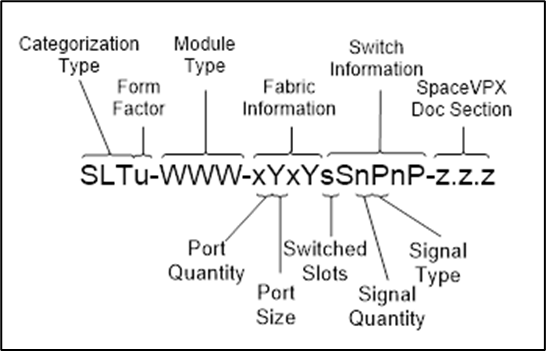 Categorization Type
Module Type
Switch Information
Form Factor
Fabric Information
SpaceVPX Doc Section
SLTu-WWW-xYxYsSnPnP-z.z.z
Port Quantity
Switched Slots
Signal Type
Port Size
Signal Quantity